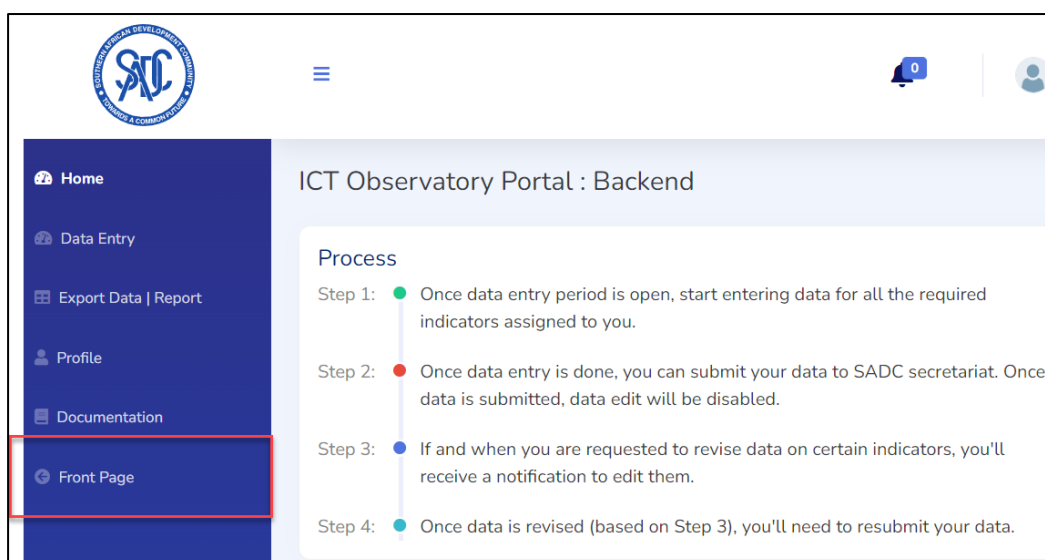 SOUTHERN AFRICAN DEVELOPMENT COMMUNITY
SADC
TOWARDS A COMMON FUTURE
0
Home
Data Entry
Export Data | Report
Profile
Documentation
Front Page
ICT Observatory Portal : Backend
Process
Step 1: Once data entry period is open, start entering data for all the required
indicators assigned to you.
Step 2: Once data entry is done, you can submit your data to SADC secretariat. Once
data is submitted, data edit will be disabled.
Step 3: If and when you are requested to revise data on certain indicators, you'll
receive a notification to edit them.
Step 4: Once data is revised (based on Step 3), you'll need to resubmit your data.